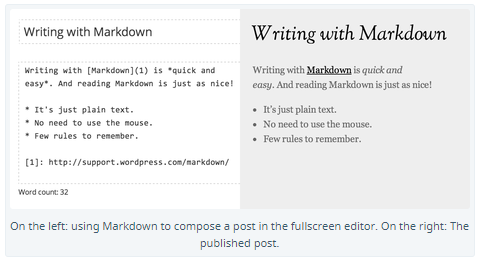 Writing with Markdown
Writing with [Markdown](1) is *quick and
easy*. And reading Markdown is just as nice!
* It's just plain text.
* No need to use the mouse.
* Few rules to remember.
[1]: http://support.wordpress.com/markdown/
Word count: 32
Writing with Markdown
Writing with Markdown is quick and
easy. And reading Markdown is just as nice!
• It's just plain text.
• No need to use the mouse.
• Few rules to remember.
On the left: using Markdown to compose a post in the fullscreen editor. On the right: The
published post.